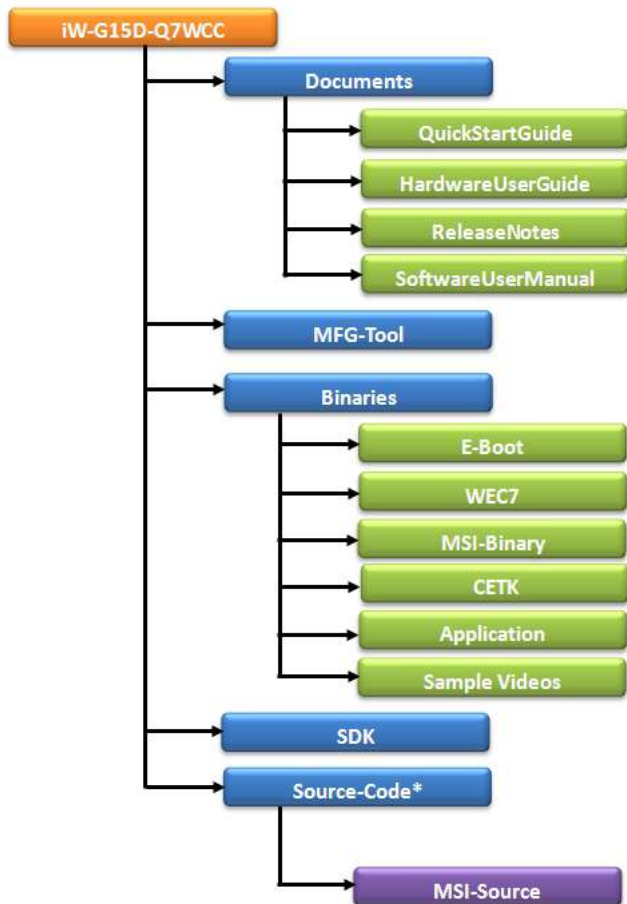 iW-G15D-Q7WCC
Documents
QuickStartGuide
HardwareUserGuide
ReleaseNotes
SoftwareUserManual
MFG-Tool
Binaries
E-Boot
WEC7
MSI-Binary
CETK
Application
Sample Videos
SDK
Source-Code*
MSI-Source